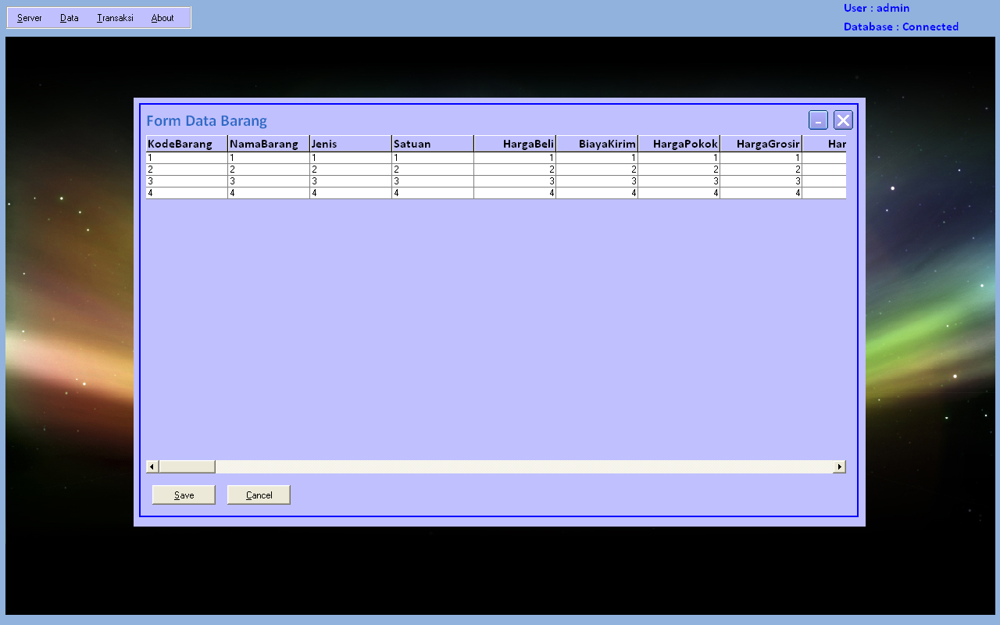 Server Data Transaksi About
User : admin
Database : Connected
Form Data Barang
KodeBarang NamaBarang Jenis Satuan HargaBeli BiayaKirim HargaPokok HargaGrosir Har
1 1 1 1 1 1 1 1
2 2 2 2 2 2 2 2
3 3 3 3 3 3 3 3
4 4 4 4 4 4 4 4
Save Cancel